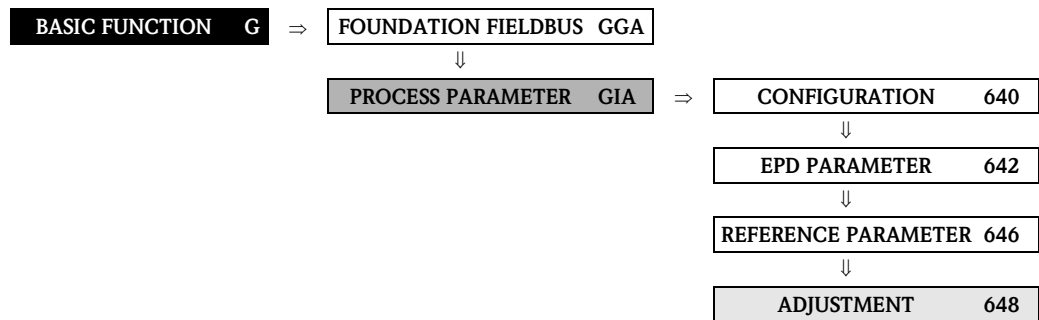 BASIC FUNCTION G ⇒ FOUNDATION FIELDBUS GGA
⇓
PROCESS PARAMETER GIA ⇒ CONFIGURATION 640
⇓
EPD PARAMETER 642
⇓
REFERENCE PARAMETER 646
⇓
ADJUSTMENT 648